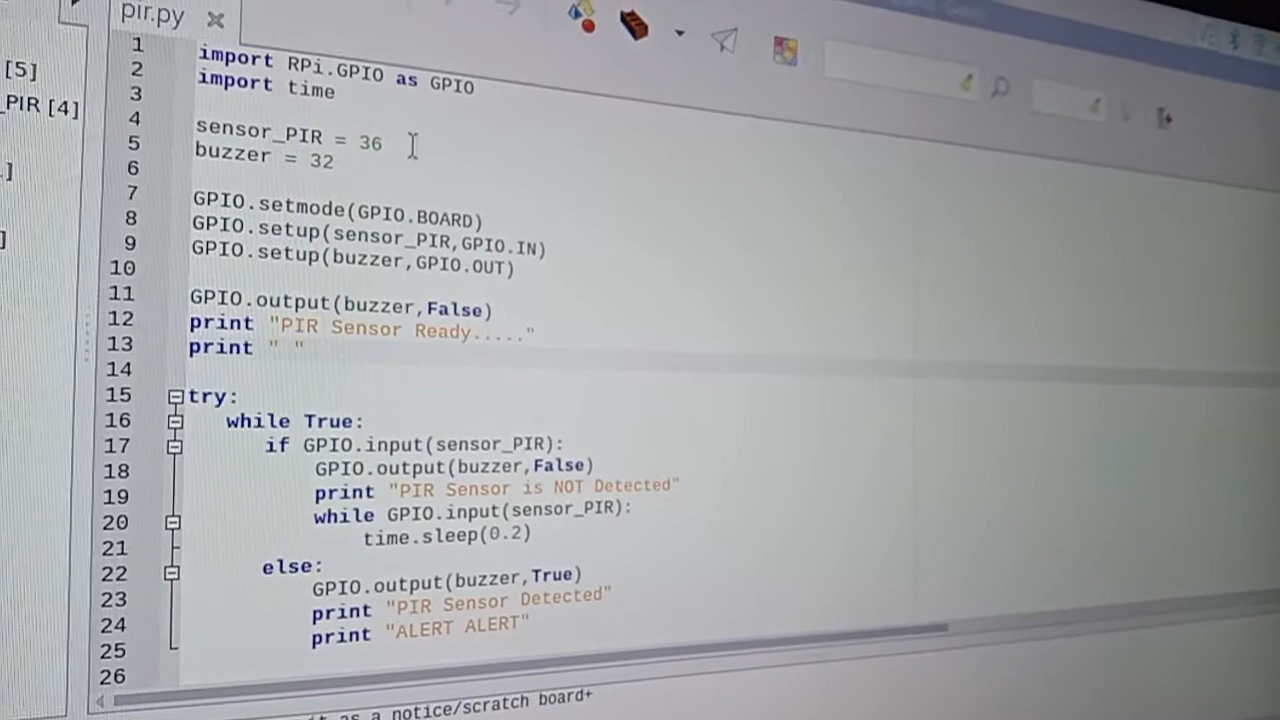 pir.py
[5]
_PIR [4]
1 import RPi.GPIO as GPIO
2 import time
3
4 sensor_PIR = 36
5 buzzer = 32
6
7 GPIO.setmode(GPIO.BOARD)
8 GPIO.setup(sensor_PIR,GPIO.IN)
9 GPIO.setup(buzzer,GPIO.OUT)
10
11 GPIO.output(buzzer,False)
12 print "PIR Sensor Ready....."
13 print " "
14
15 try:
16 while True:
17 if GPIO.input(sensor_PIR):
18 GPIO.output(buzzer,False)
19 print "PIR Sensor is NOT Detected"
20 while GPIO.input(sensor_PIR):
21 time.sleep(0.2)
22 else:
23 GPIO.output(buzzer,True)
24 print "PIR Sensor Detected"
25 print "ALERT ALERT"
26
as a notice/scratch board+